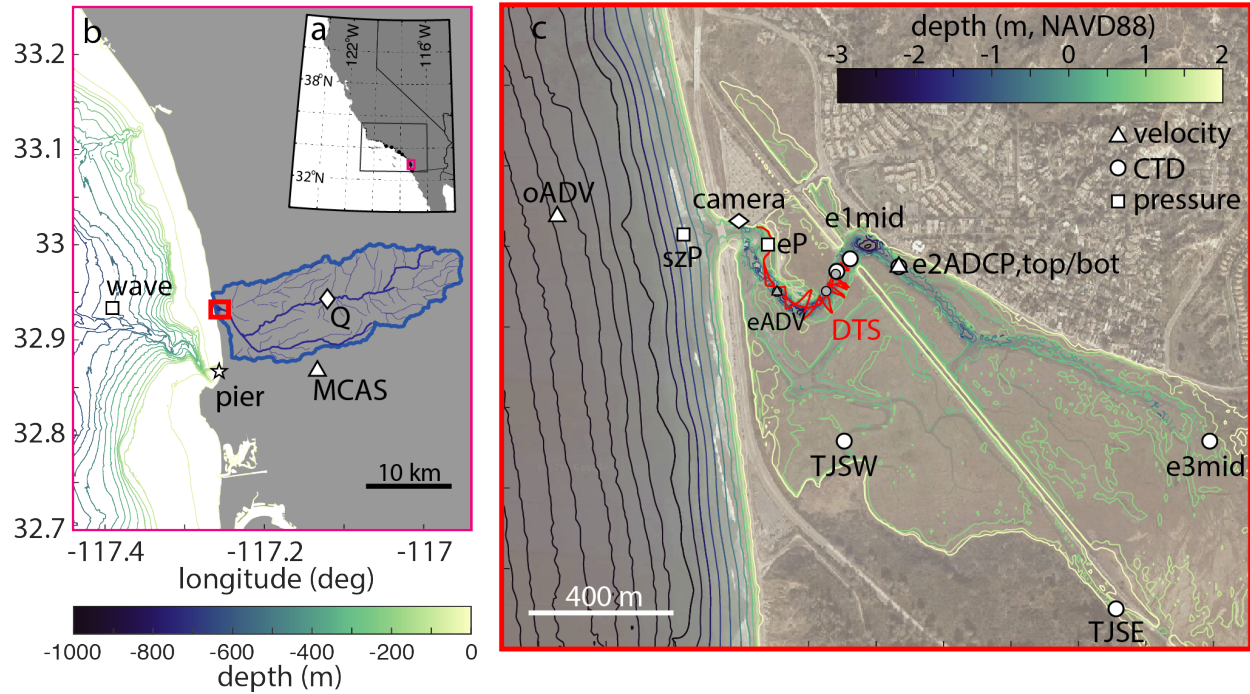 b
33.2
33.1
33
32.9
32.8
32.7
-117.4
-117.2
-117
longitude (deg)
wave
Q
MCAS
pier
10 km
-1000
-800
-600
-400
-200
0
depth (m)
a
122°W
116°W
38°N
32°N
c
depth (m, NAVD88)
-3
-2
-1
0
1
2
velocity
CTD
pressure
oADV
szP
camera
eP
e1mid
e2ADCP,top/bot
eADV
DTS
TJSW
e3mid
TJSE
400 m